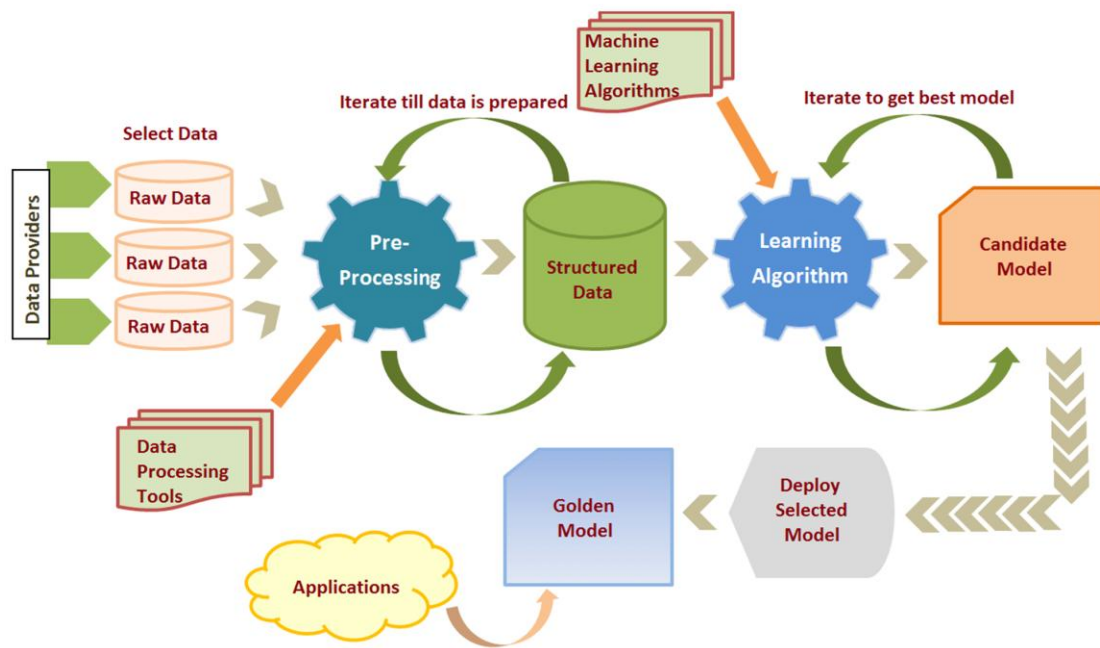 Machine
Learning
Algorithms
Iterate till data is prepared
Iterate to get best model
Select Data
Data Providers
Raw Data
Raw Data
Raw Data
Pre-
Processing
Structured
Data
Learning
Algorithm
Candidate
Model
Data
Processing
Tools
Golden
Model
Deploy
Selected
Model
Applications